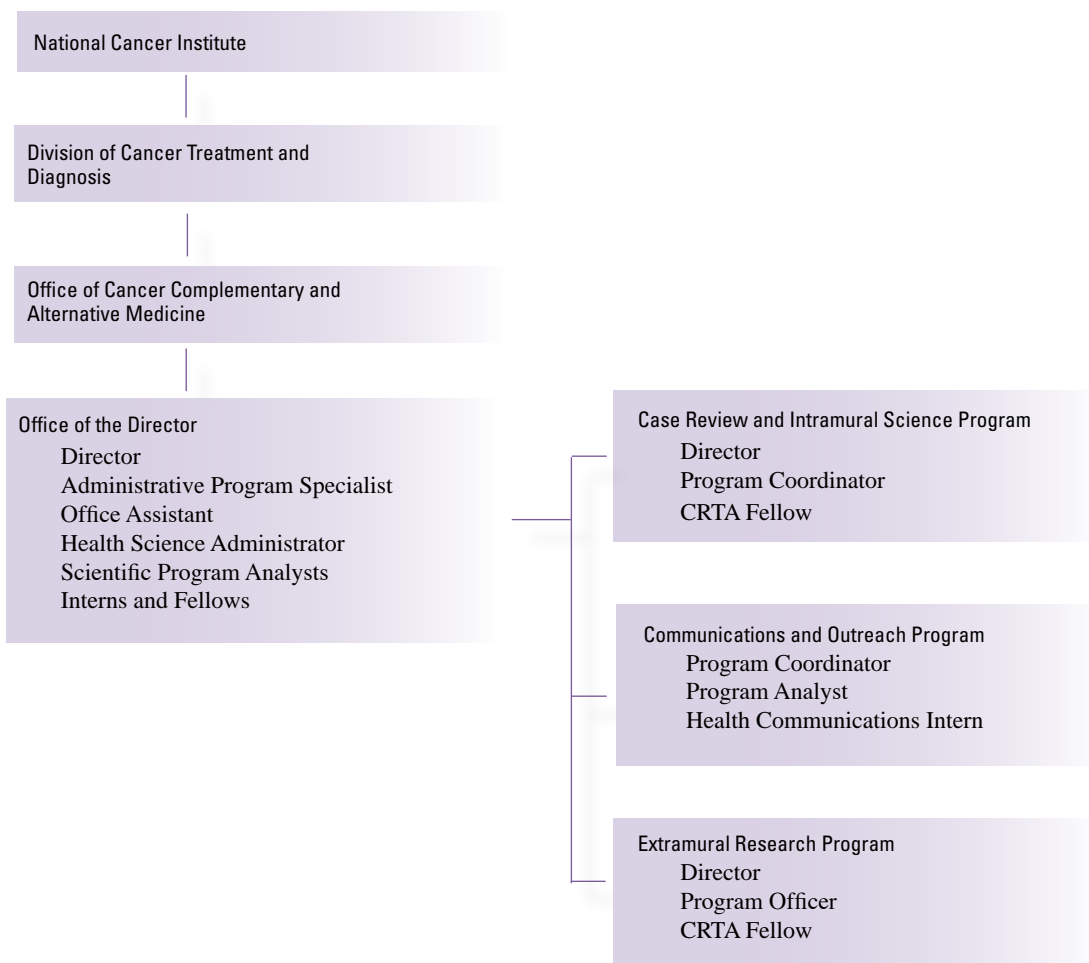 National Cancer Institute
Division of Cancer Treatment and
Diagnosis
Office of Cancer Complementary and
Alternative Medicine
Office of the Director
Director
Administrative Program Specialist
Office Assistant
Health Science Administrator
Scientific Program Analysts
Interns and Fellows
Case Review and Intramural Science Program
Director
Program Coordinator
CRTA Fellow
Communications and Outreach Program
Program Coordinator
Program Analyst
Health Communications Intern
Extramural Research Program
Director
Program Officer
CRTA Fellow